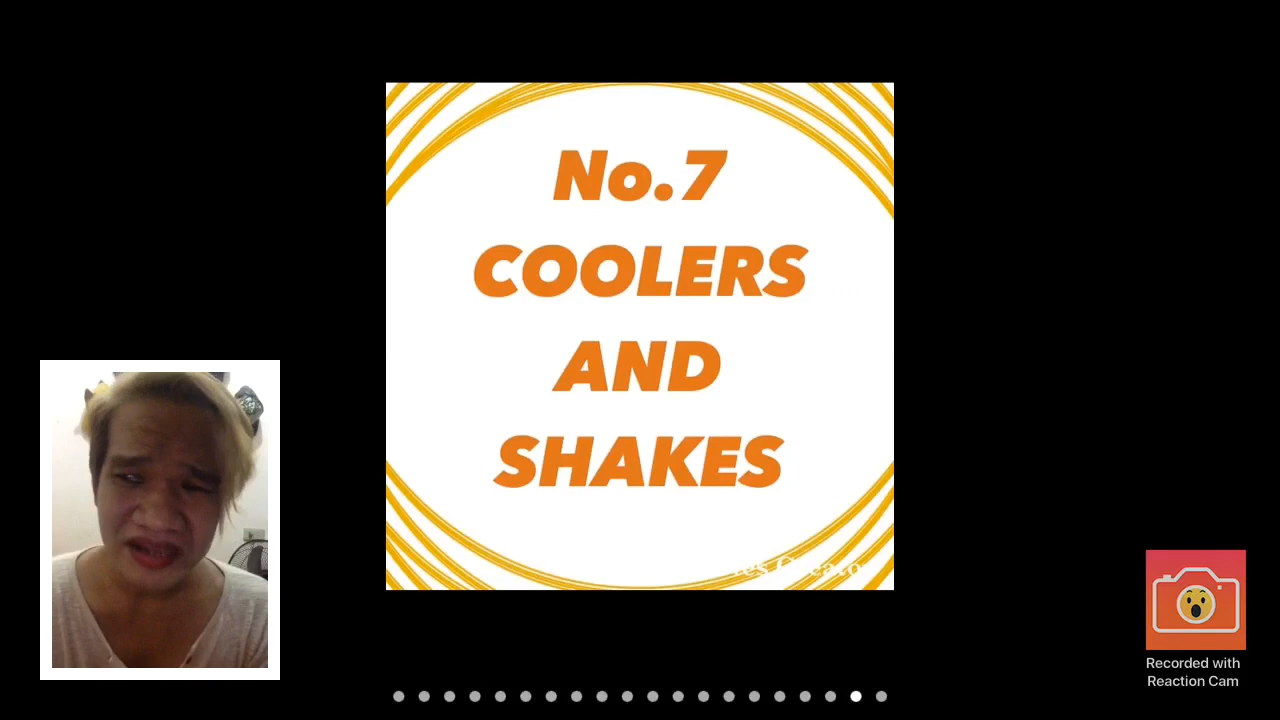 No.7
COOLERS
AND
SHAKES
Recorded with
Reaction Cam